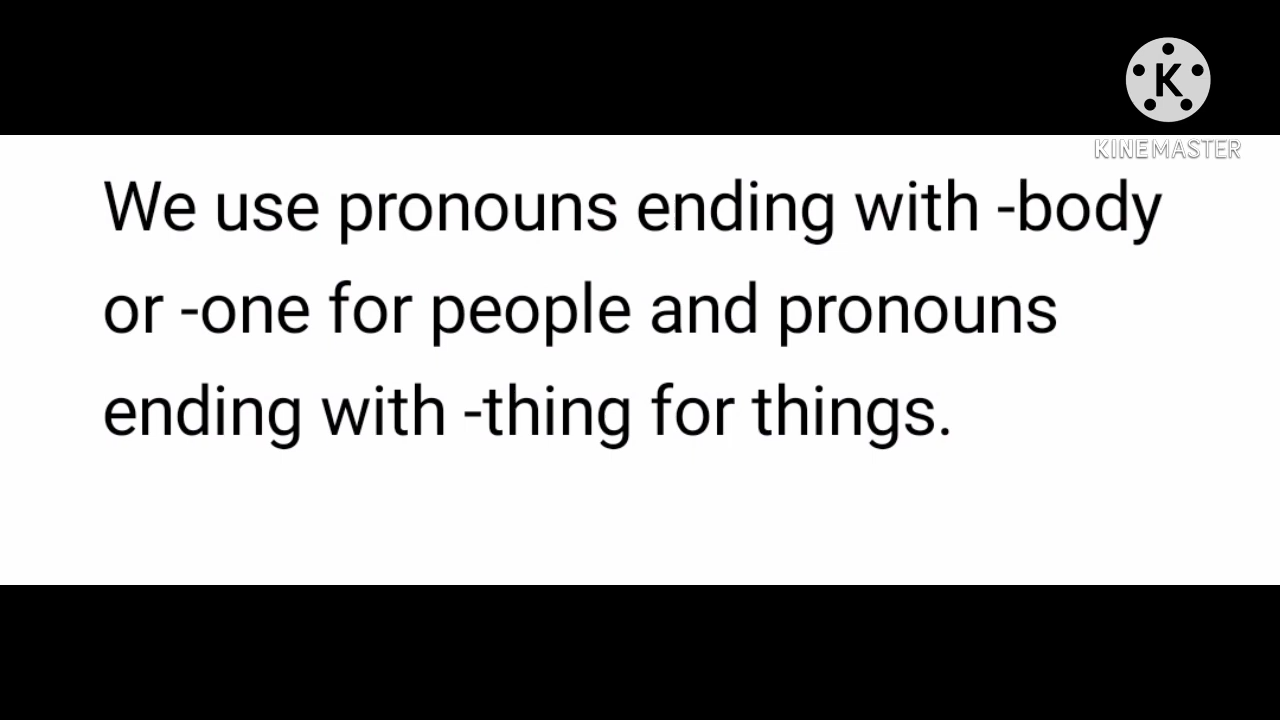 K
KINEMASTER
We use pronouns ending with -body
or -one for people and pronouns
ending with -thing for things.